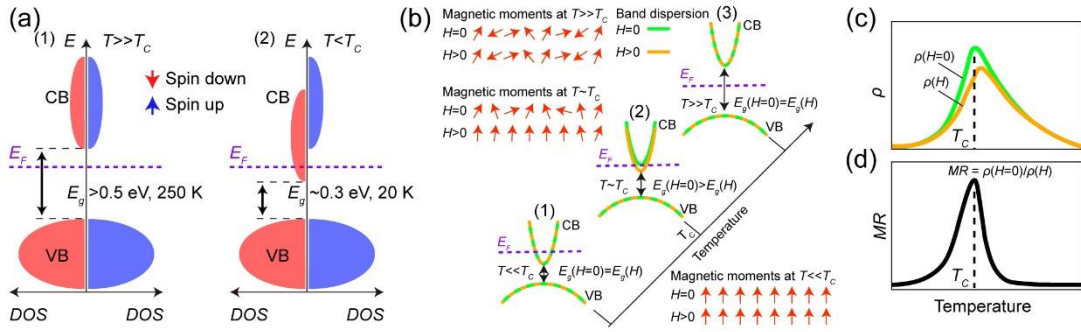 (a)
(1)
E
T>>T_C
CB
Spin down
Spin up
E_F
E_g >0.5 eV, 250 K
VB
DOS
DOS
(2)
E
T<T_C
CB
E_g ~0.3 eV, 20 K
VB
DOS
DOS
(b)
Magnetic moments at T>>T_C
H=0
H>0
Band dispersion
H=0
H>0
(3)
CB
E_F
T>>T_C
E_g(H=0)=E_g(H)
VB
Magnetic moments at T~T_C
H=0
H>0
(2)
CB
E_F
T~T_C
E_g(H=0)>E_g(H)
VB
T_C
Temperature
(1)
CB
E_F
T<<T_C
E_g(H=0)=E_g(H)
VB
Magnetic moments at T<<T_C
H=0
H>0
(c)
ρ(H=0)
ρ(H)
ρ
T_C
(d)
MR = ρ(H=0)/ρ(H)
MR
T_C
Temperature